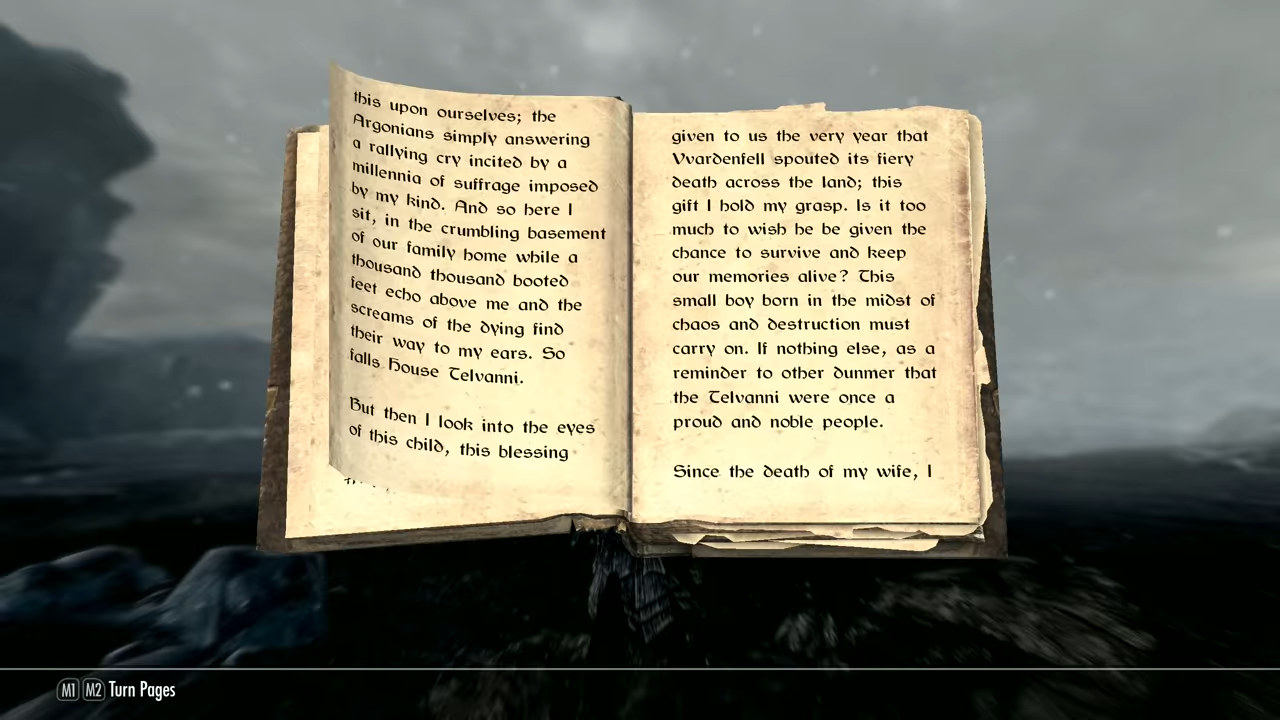 this upon ourselves; the
Argonians simply answering
a rallying cry incited by a
millennia of suffrage imposed
by my kind. And so here I
sit, in the crumbling basement
of our family home while a
thousand thousand booted
feet echo above me and the
screams of the dying find
their way to my ears. So
falls House Telvanni.
But then I look into the eyes
of this child, this blessing
given to us the very year that
Vvardenfell spouted its fiery
death across the land; this
gift I hold my grasp. Is it too
much to wish he be given the
chance to survive and keep
our memories alive? This
small boy born in the midst of
chaos and destruction must
carry on. If nothing else, as a
reminder to other dunmer that
the Telvanni were once a
proud and noble people.
Since the death of my wife, I
M1 M2 Turn Pages